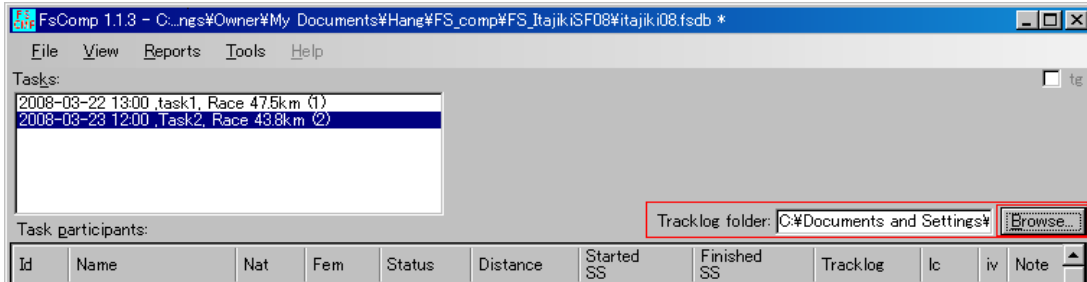 FsComp 1.1.3 - C:...ngs¥Owner¥My Documents¥Hang¥FS_comp¥FS_ItajikiSF08¥itajiki08.fsdb *
File View Reports Tools Help
Tasks: tg
2008-03-22 13:00 ,task1, Race 47.5km (1)
2008-03-23 12:00 ,Task2, Race 43.8km (2)
Tracklog folder: C:¥Documents and Settings¥ Browse...
Task participants:
Id Name Nat Fem Status Distance Started SS Finished SS Tracklog lc iv Note